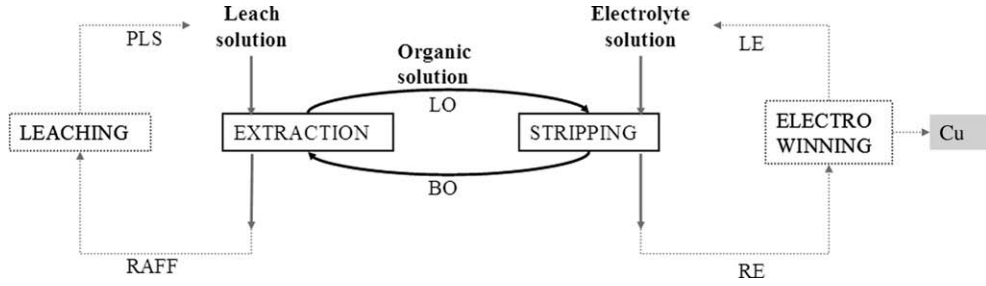 PLS
Leach
solution
Organic
solution
LO
Electrolyte
solution
LE
LEACHING
EXTRACTION
STRIPPING
ELECTRO
WINNING
Cu
BO
RAFF
RE